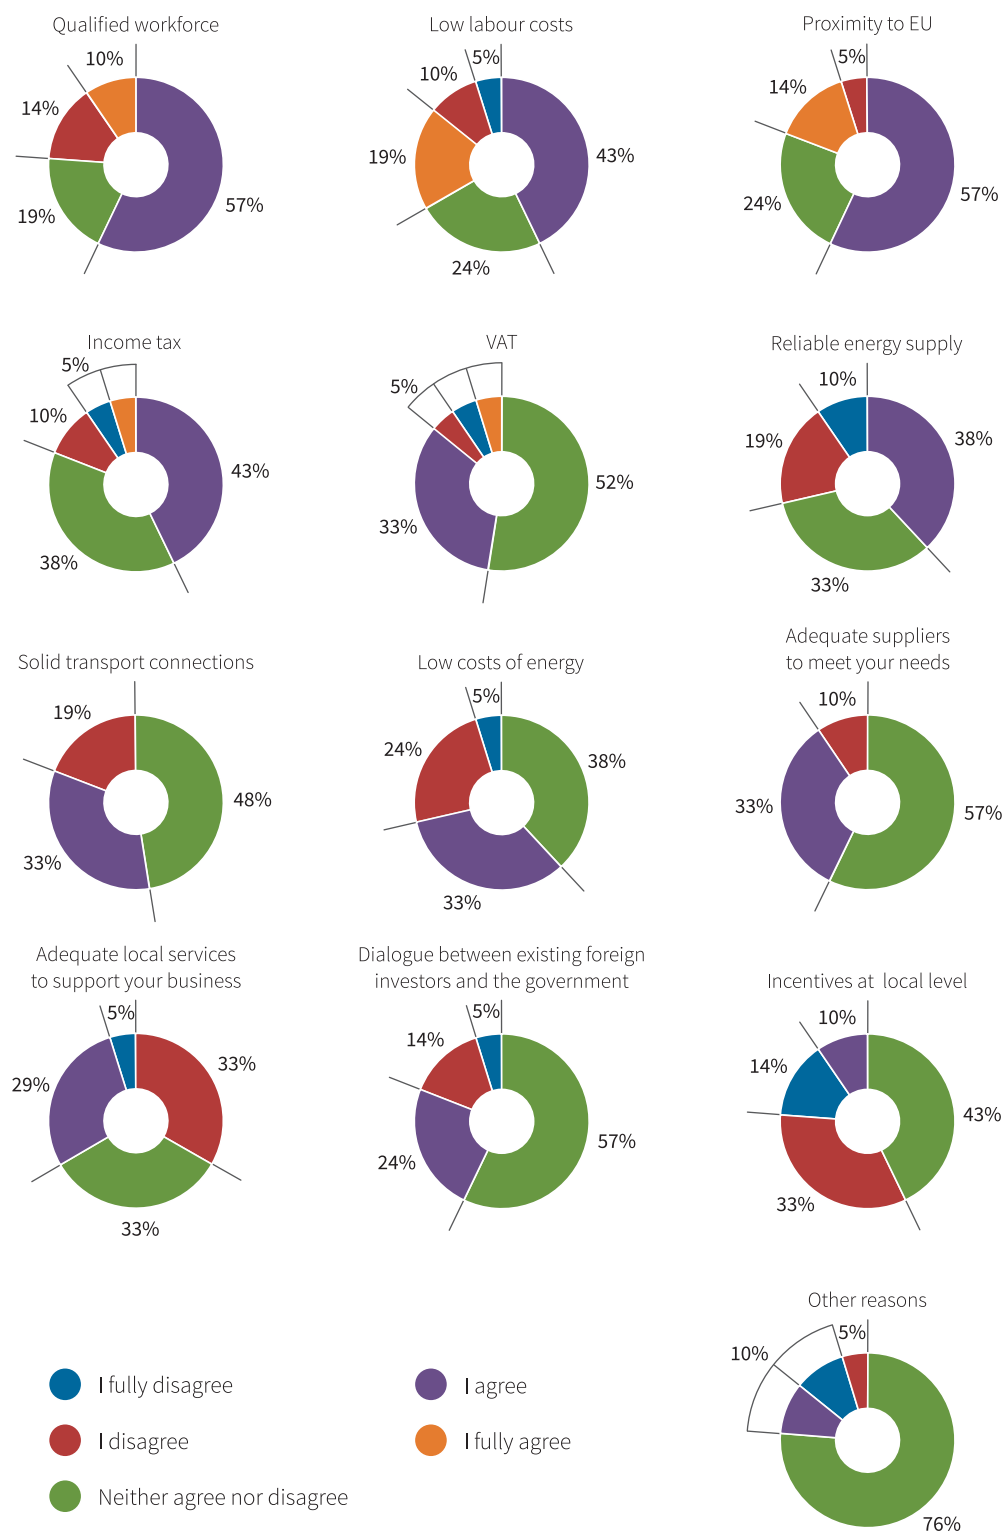 Qualified workforce
10%
14%
19%
57%
Low labour costs
5%
10%
19%
43%
24%
Proximity to EU
5%
14%
24%
57%
Income tax
5%
10%
43%
38%
VAT
5%
52%
33%
Reliable energy supply
10%
19%
38%
33%
Solid transport connections
19%
48%
33%
Low costs of energy
5%
24%
38%
33%
Adequate suppliers
to meet your needs
10%
33%
57%
Adequate local services
to support your business
5%
29%
33%
33%
Dialogue between existing foreign
investors and the government
5%
14%
24%
57%
Incentives at local level
10%
14%
43%
33%
Other reasons
5%
10%
76%
I fully disagree
I agree
I disagree
I fully agree
Neither agree nor disagree